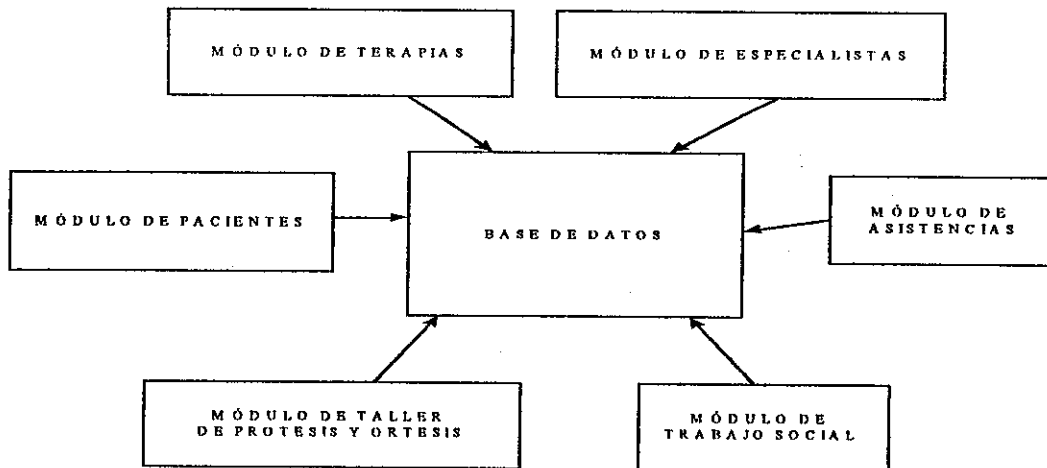 MÓDULO DE TERAPIAS
MÓDULO DE ESPECIALISTAS
MÓDULO DE PACIENTES
BASE DE DATOS
MÓDULO DE
ASISTENCIAS
MÓDULO DE TALLER
DE PROTESIS Y ORTESIS
MÓDULO DE
TRABAJO SOCIAL